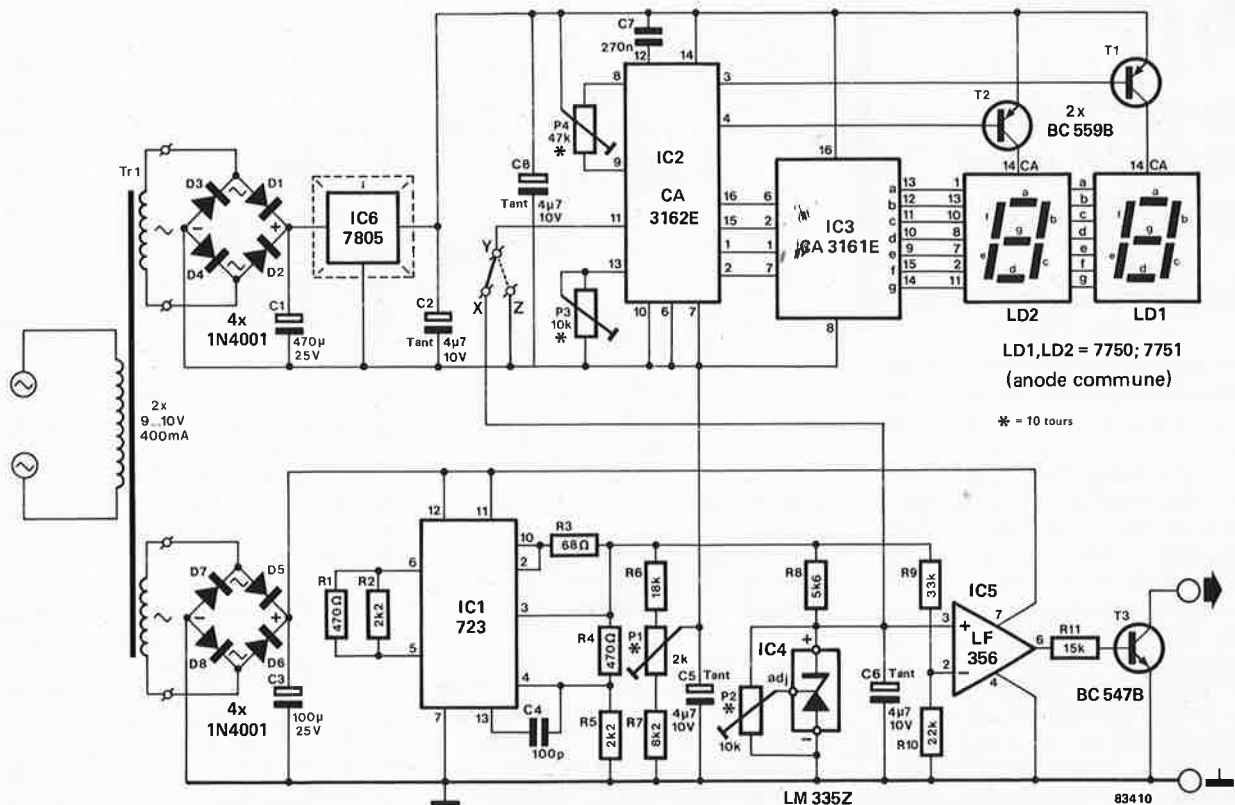 C7
270n
12
14
3
T1
8
P4
47k
*
9
4
T2
2x
BC 559B
Tr 1
D3
D1
D4
D2
~
~
~
−
+
IC6
7805
C8
Tant
4µ7
10V
IC2
CA
3162E
16
14 CA
14 CA
16
15
1
2
6
2
1
7
IC3
CA 3161E
a 13 1
b 12 13
c 11 10
d 10 8
e 9 7
f 15 2
g 14 11
a
b
c
d
e
f
g
a
b
c
d
e
f
g
a
b
c
d
e
f
g
11
Y
X
Z
13
P3
10k
*
10
6
7
8
LD2
LD1
4x
1N4001
C1
470µ
25V
C2
Tant
4µ7
10V
LD1,LD2 = 7750; 7751
(anode commune)
* = 10 tours
~
~
2x
9...10V
400mA
12
11
10
2
R3
68Ω
6
R1
470Ω
R2
2k2
5
IC1
723
3
4
7
13
R4
470Ω
R5
2k2
C4
100p
R6
18k
P1
*
2k
R7
8k2
C5
Tant
4µ7
10V
R8
5k6
IC4
+
adj
−
P2
*
10k
C6
Tant
4µ7
10V
R9
33k
R10
22k
IC5
LF
356
3
+
2
−
7
6
4
R11
15k
T3
BC 547B
D7
D5
D8
D6
~
~
~
−
+
C3
100µ
25V
4x
1N4001
LM 335Z
83410